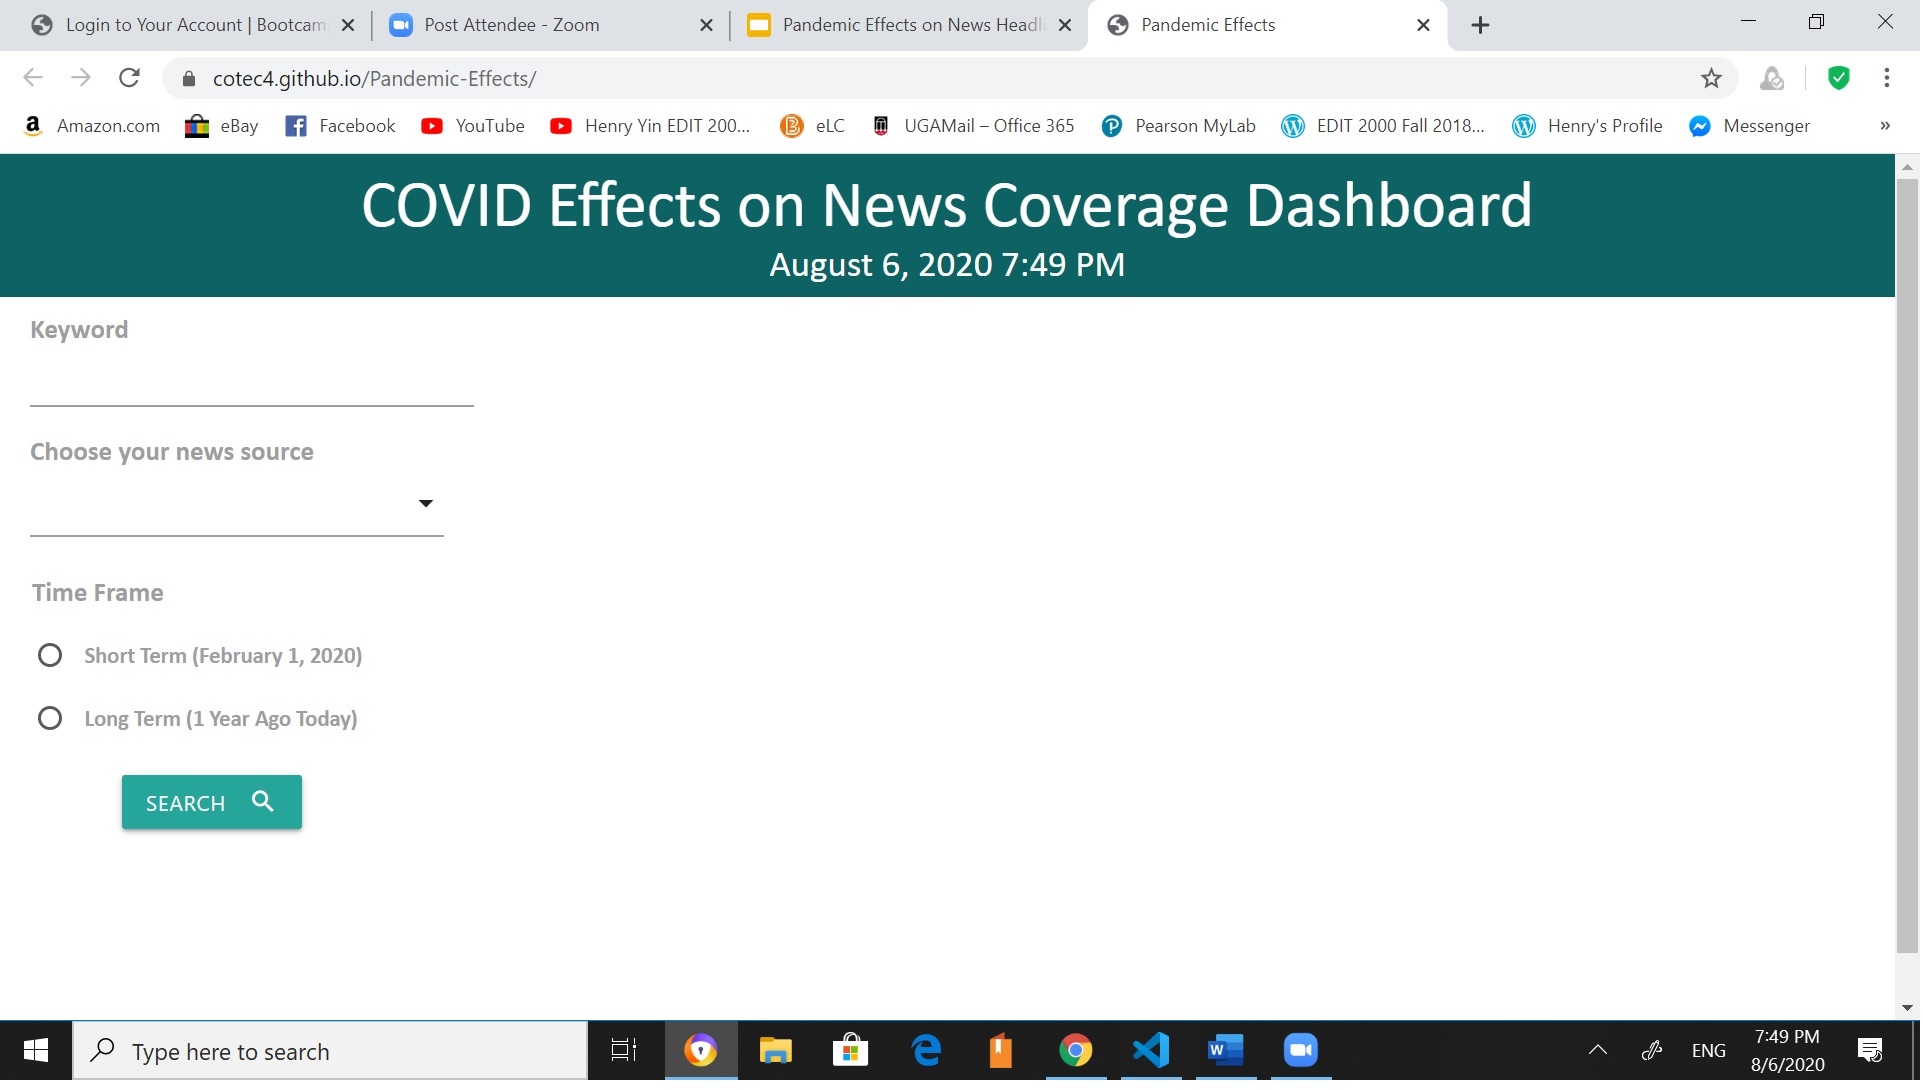 Login to Your Account | Bootcam
Post Attendee - Zoom
Pandemic Effects on News Headli
Pandemic Effects
cotec4.github.io/Pandemic-Effects/
Amazon.com
eBay
Facebook
YouTube
Henry Yin EDIT 200...
eLC
UGAMail – Office 365
Pearson MyLab
EDIT 2000 Fall 2018...
Henry's Profile
Messenger
»
COVID Effects on News Coverage Dashboard
August 6, 2020 7:49 PM
Keyword
Choose your news source
Time Frame
Short Term (February 1, 2020)
Long Term (1 Year Ago Today)
SEARCH
Type here to search
ENG
7:49 PM
8/6/2020